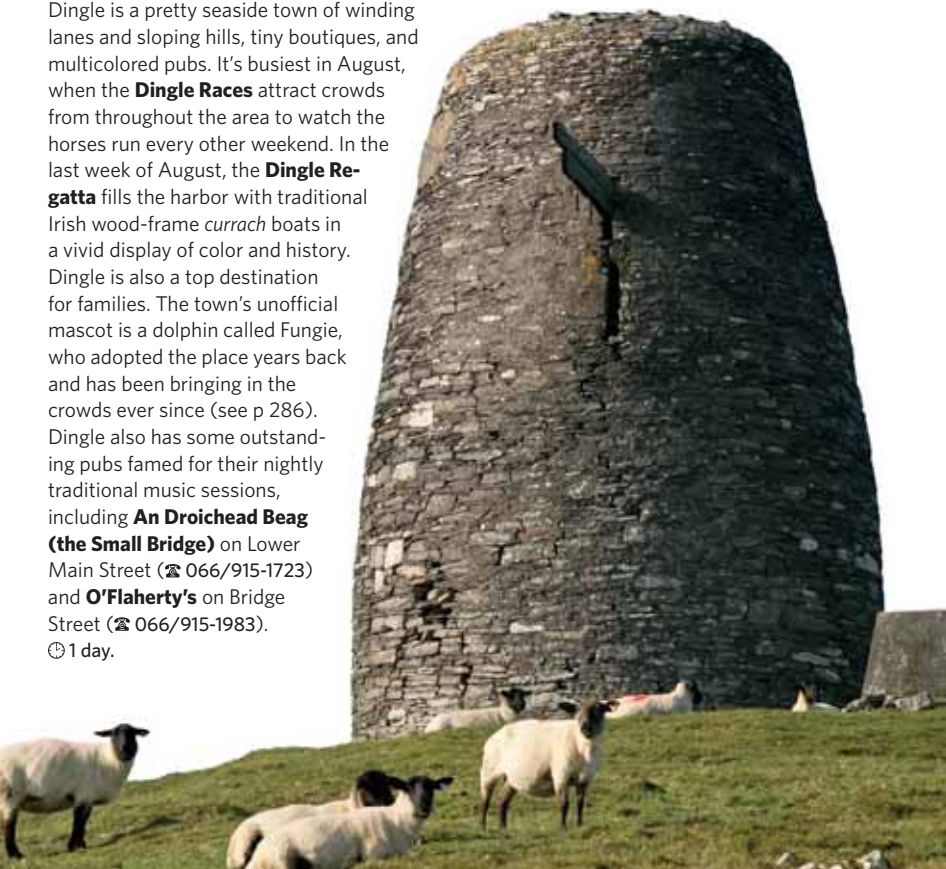 Dingle is a pretty seaside town of winding
lanes and sloping hills, tiny boutiques, and
multicolored pubs. It's busiest in August,
when the Dingle Races attract crowds
from throughout the area to watch the
horses run every other weekend. In the
last week of August, the Dingle Re-
gatta fills the harbor with traditional
Irish wood-frame currach boats in
a vivid display of color and history.
Dingle is also a top destination
for families. The town's unofficial
mascot is a dolphin called Fungie,
who adopted the place years back
and has been bringing in the
crowds ever since (see p 286).
Dingle also has some outstand-
ing pubs famed for their nightly
traditional music sessions,
including An Droichead Beag
(the Small Bridge) on Lower
Main Street (☎ 066/915-1723)
and O'Flaherty's on Bridge
Street (☎ 066/915-1983).
🕒 1 day.